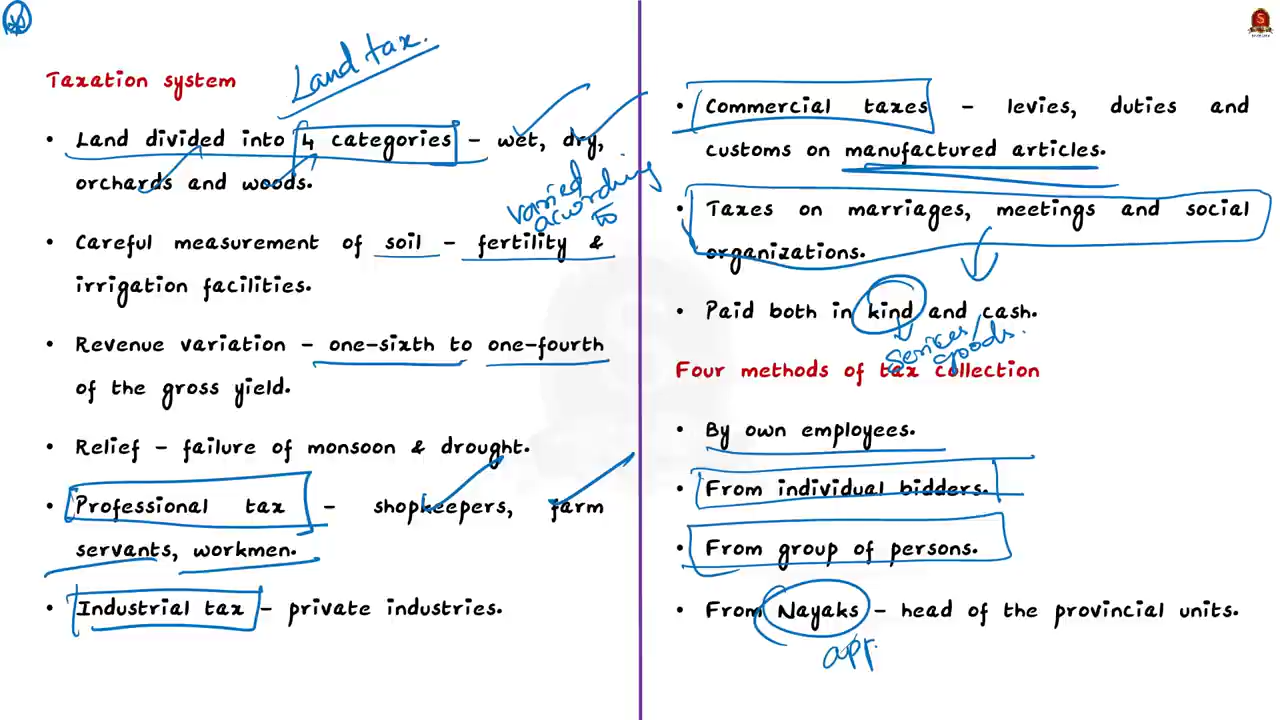 Land tax.
Taxation system
• Land divided into 4 categories – wet, dry,
orchards and woods.
varied
according
to
• Careful measurement of soil – fertility &
irrigation facilities.
• Revenue variation – one-sixth to one-fourth
of the gross yield.
• Relief – failure of monsoon & drought.
• Professional tax – shopkeepers, farm
servants, workmen.
• Industrial tax – private industries.
• Commercial taxes – levies, duties and
customs on manufactured articles.
• Taxes on marriages, meetings and social
organizations.
• Paid both in kind and cash.
services/
goods.
Four methods of tax collection
• By own employees.
• From individual bidders.
• From group of persons.
• From Nayaks – head of the provincial units.
app.